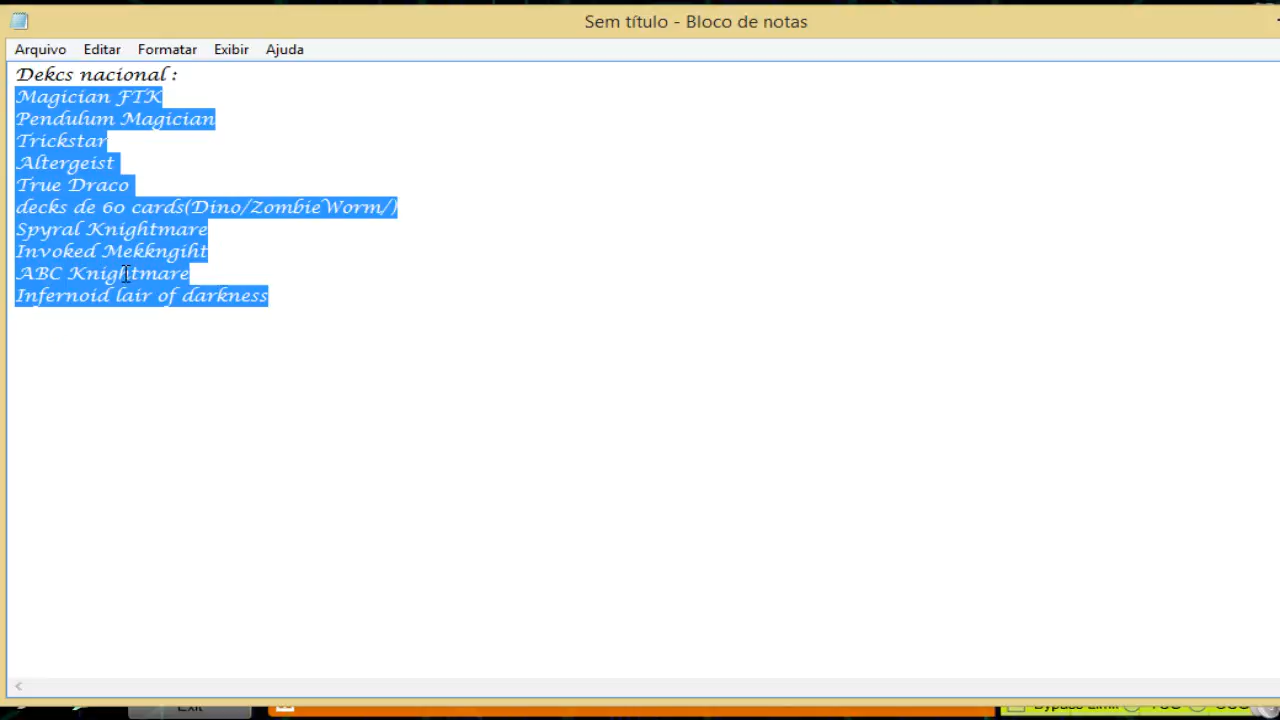 Sem título - Bloco de notas
Arquivo Editar Formatar Exibir Ajuda
Dekcs nacional :
Magician FTK
Pendulum Magician
Trickstar
Altergeist
True Draco
decks de 60 cards(Dino/ZombieWorm/)
Spyral Knightmare
Invoked Mekkngiht
ABC Knightmare
Infernoid lair of darkness
Exit